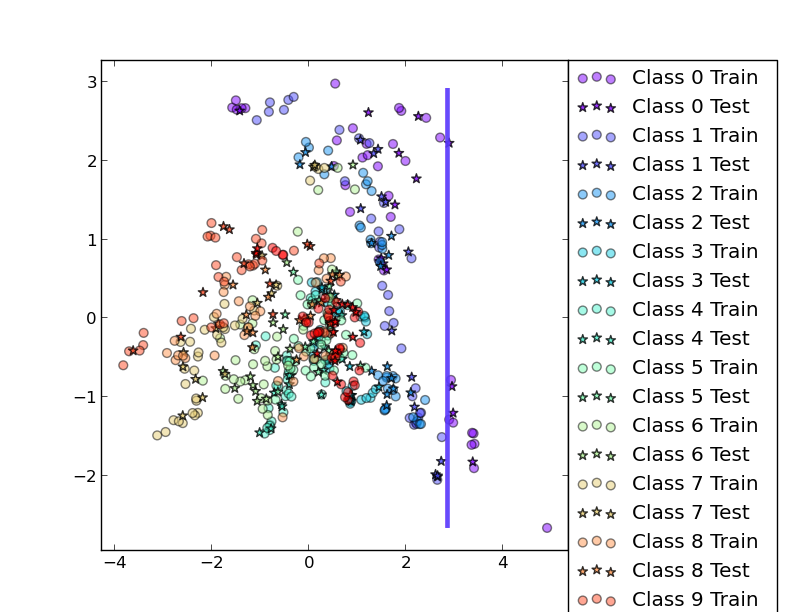 3
2
1
0
−1
−2
−4
−2
0
2
4
Class 0 Train
Class 0 Test
Class 1 Train
Class 1 Test
Class 2 Train
Class 2 Test
Class 3 Train
Class 3 Test
Class 4 Train
Class 4 Test
Class 5 Train
Class 5 Test
Class 6 Train
Class 6 Test
Class 7 Train
Class 7 Test
Class 8 Train
Class 8 Test
Class 9 Train